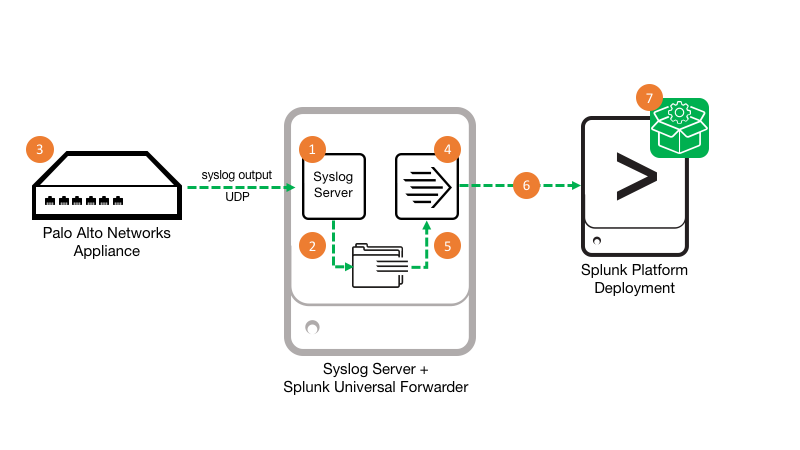 3
syslog output
UDP
Palo Alto Networks
Appliance
1
Syslog
Server
4
2
5
Syslog Server +
Splunk Universal Forwarder
6
7
>
Splunk Platform
Deployment